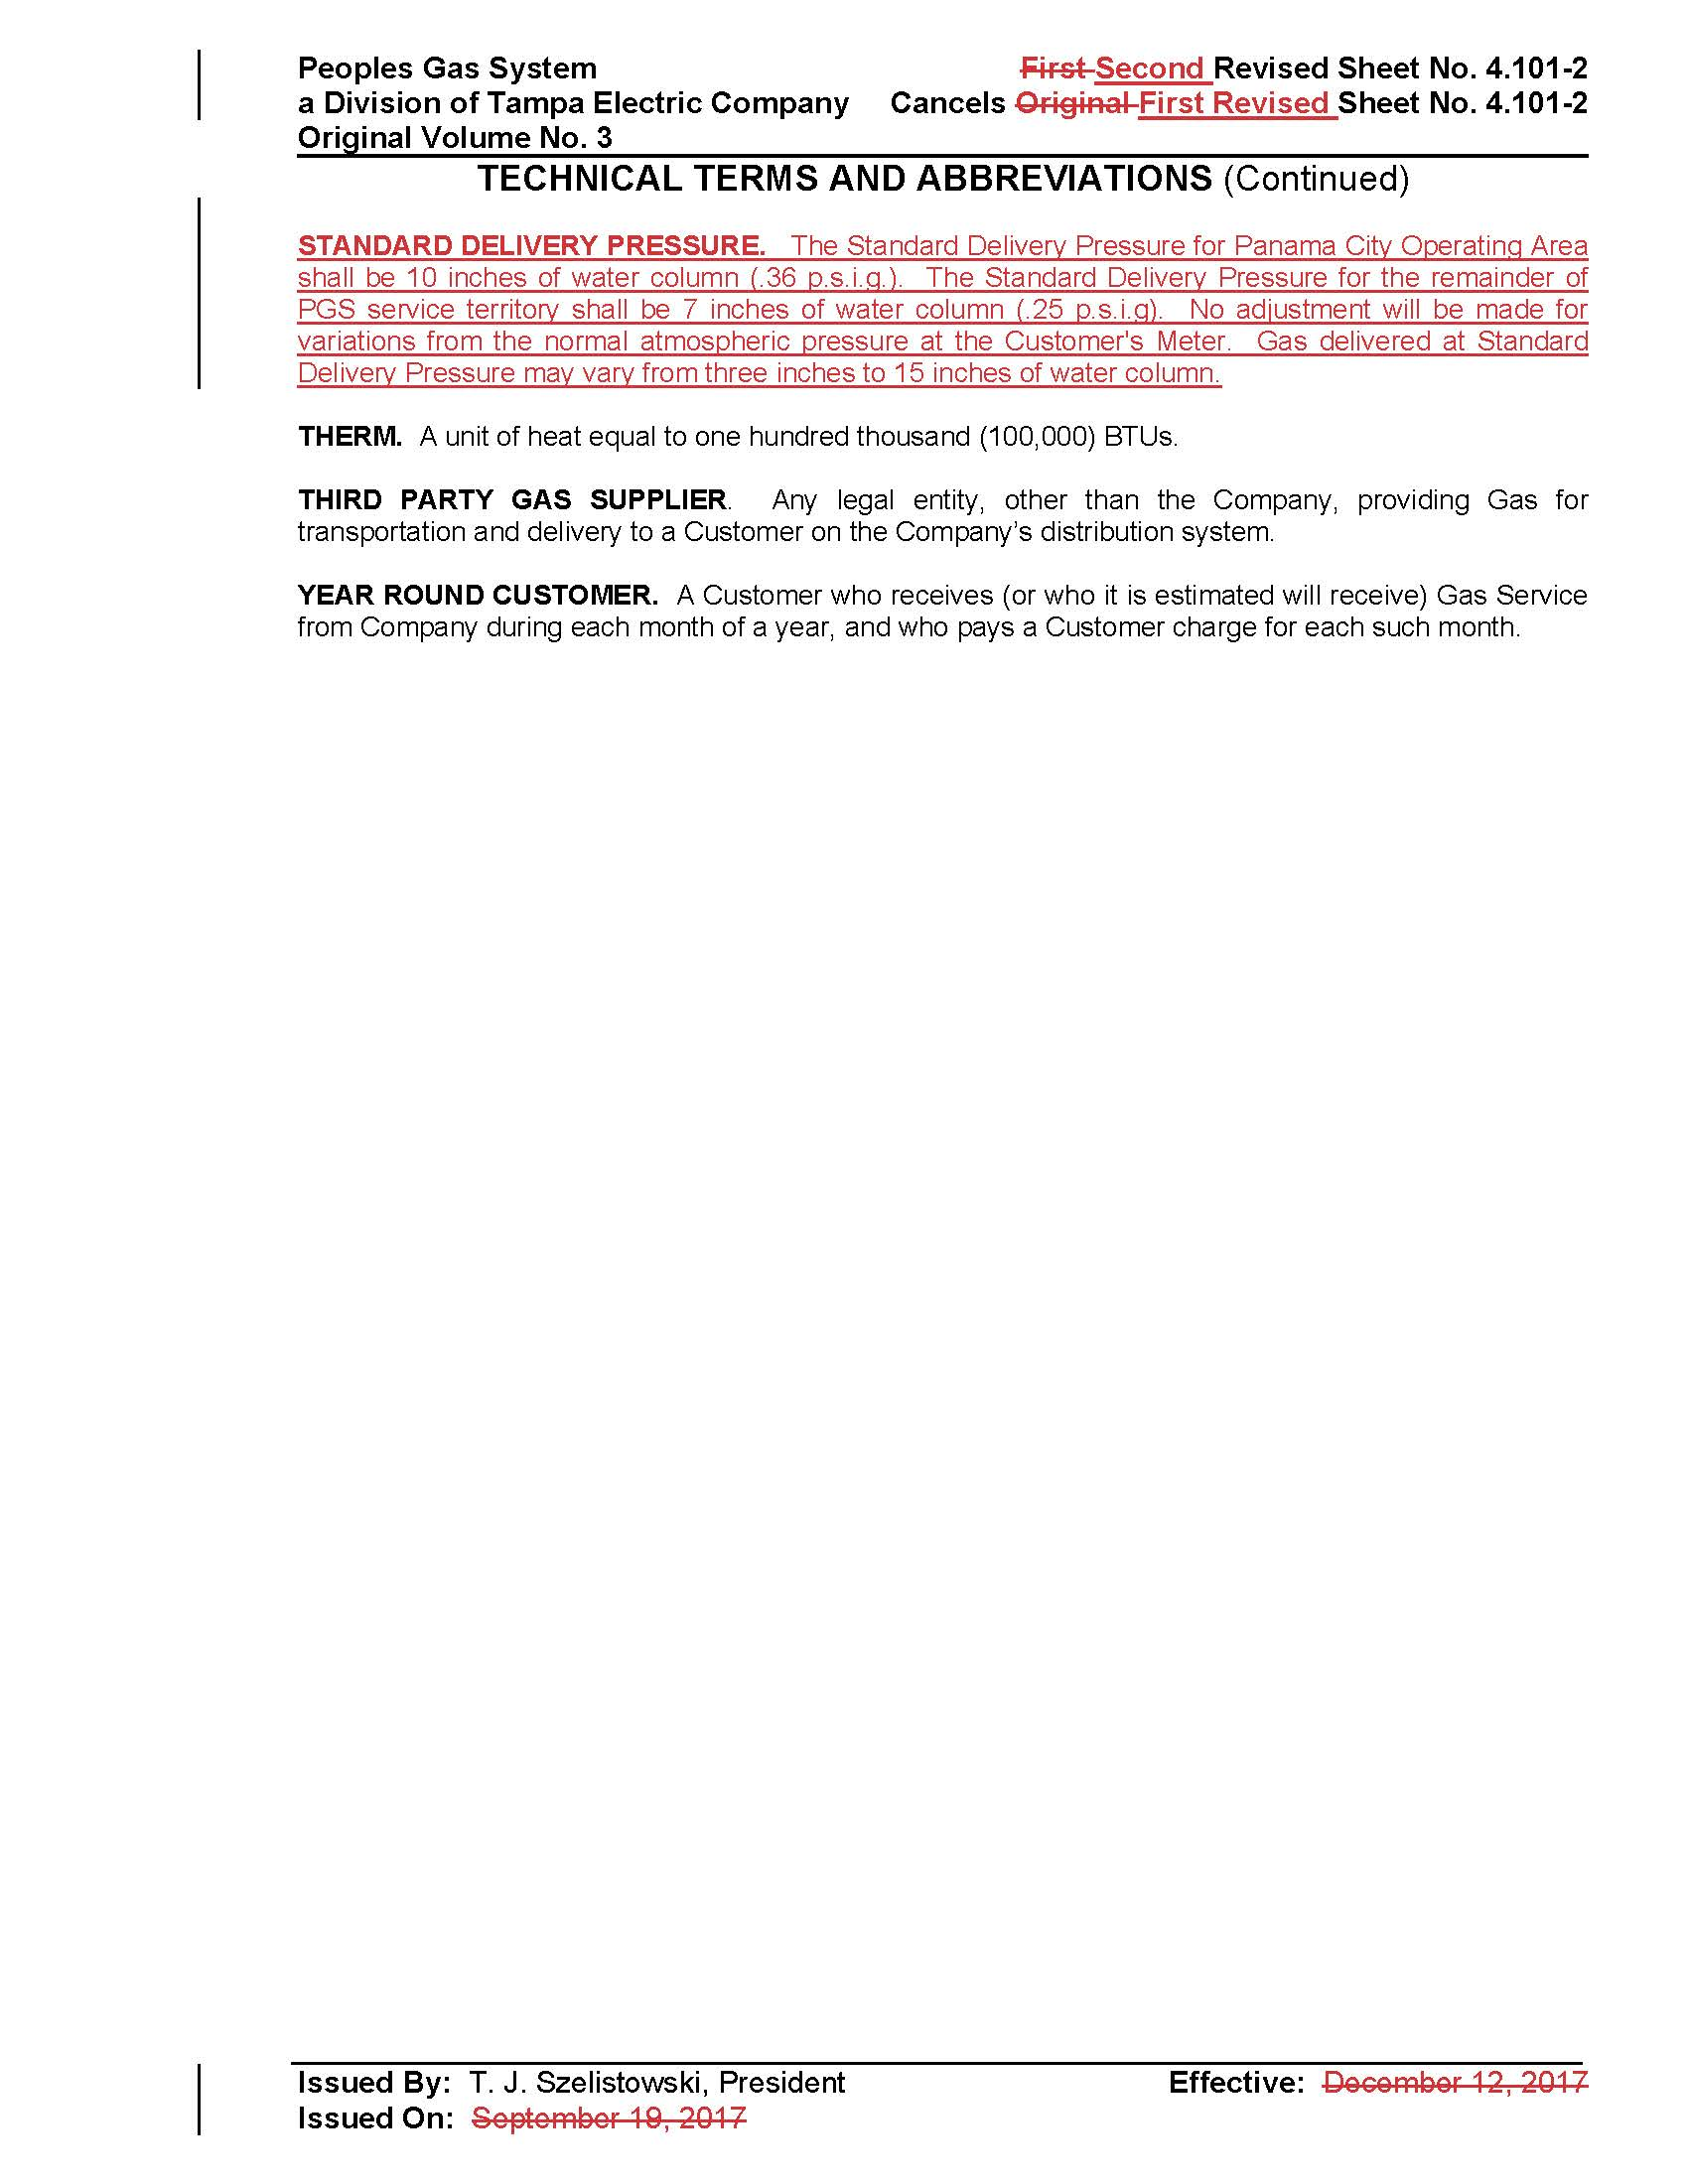 Peoples Gas System First Second Revised Sheet No. 4.101-2
a Division of Tampa Electric Company Cancels Original First Revised Sheet No. 4.101-2
Original Volume No. 3
TECHNICAL TERMS AND ABBREVIATIONS (Continued)
STANDARD DELIVERY PRESSURE. The Standard Delivery Pressure for Panama City Operating Area
shall be 10 inches of water column (.36 p.s.i.g.). The Standard Delivery Pressure for the remainder of
PGS service territory shall be 7 inches of water column (.25 p.s.i.g). No adjustment will be made for
variations from the normal atmospheric pressure at the Customer's Meter. Gas delivered at Standard
Delivery Pressure may vary from three inches to 15 inches of water column.
THERM. A unit of heat equal to one hundred thousand (100,000) BTUs.
THIRD PARTY GAS SUPPLIER. Any legal entity, other than the Company, providing Gas for
transportation and delivery to a Customer on the Company’s distribution system.
YEAR ROUND CUSTOMER. A Customer who receives (or who it is estimated will receive) Gas Service
from Company during each month of a year, and who pays a Customer charge for each such month.
Issued By: T. J. Szelistowski, President Effective: December 12, 2017
Issued On: September 19, 2017